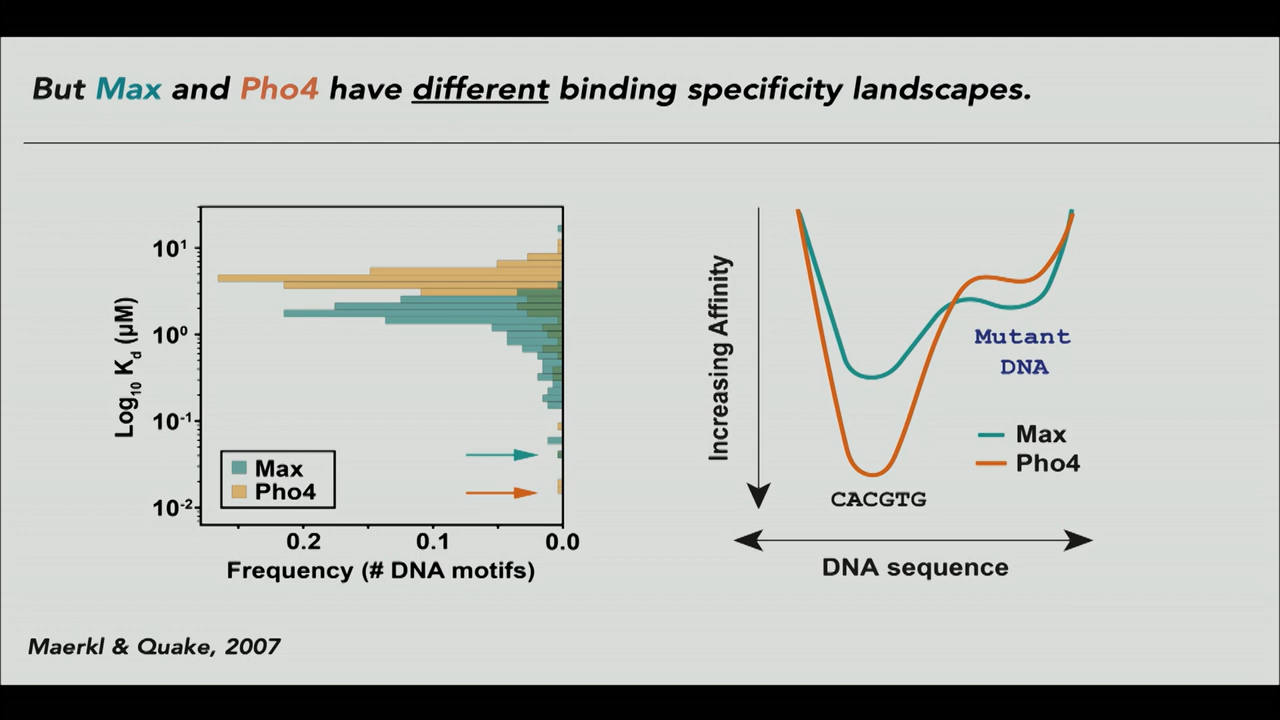 But Max and Pho4 have different binding specificity landscapes.
Log₁₀ K_d (μM)
10¹
10⁰
10⁻¹
10⁻²
Max
Pho4
0.2
0.1
0.0
Frequency (# DNA motifs)
Increasing Affinity
Mutant
DNA
Max
Pho4
CACGTG
DNA sequence
Maerkl & Quake, 2007